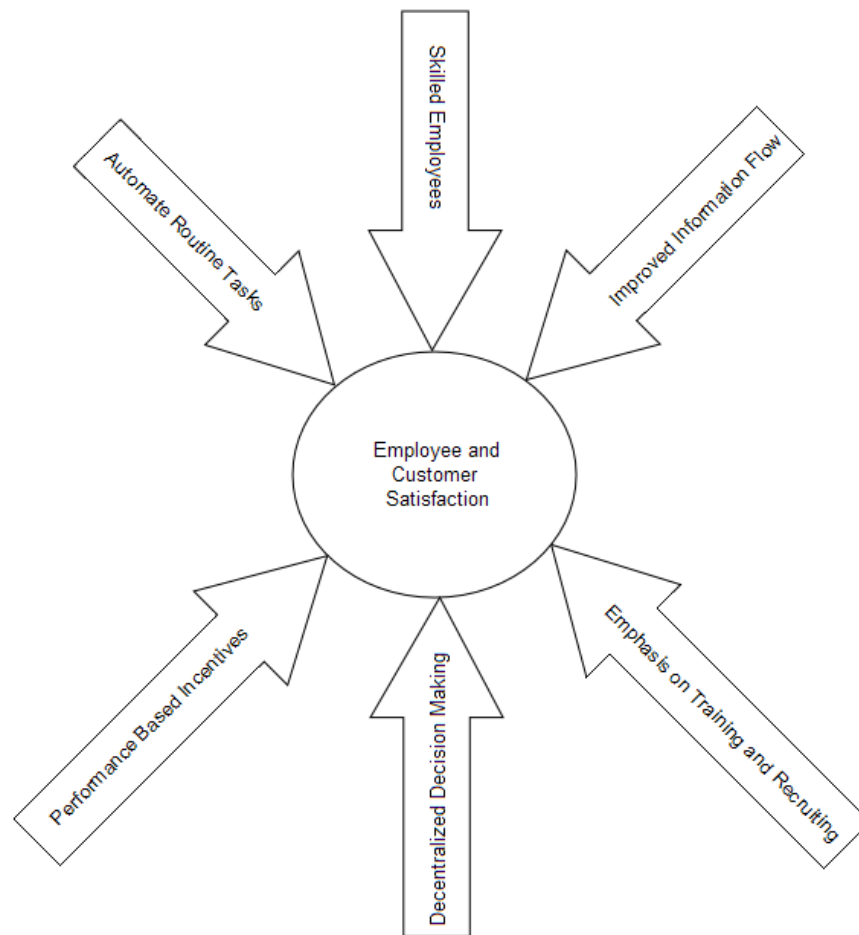 Skilled Employees
Automate Routine Tasks
Improved Information Flow
Employee and
Customer
Satisfaction
Performance Based Incentives
Decentralized Decision Making
Emphasis on Training and Recruiting